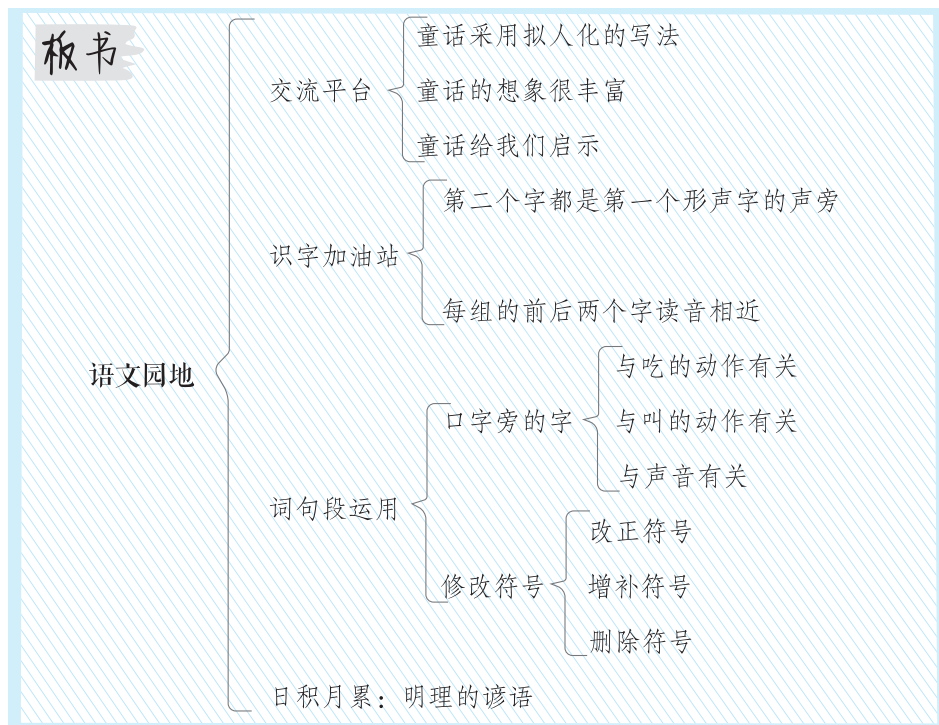 板书
童话采用拟人化的写法
交流平台
童话的想象很丰富
童话给我们启示
第二个字都是第一个形声字的声旁
识字加油站
每组的前后两个字读音相近
语文园地
与吃的动作有关
口字旁的字
与叫的动作有关
与声音有关
词句段运用
改正符号
修改符号
增补符号
删除符号
日积月累：明理的谚语